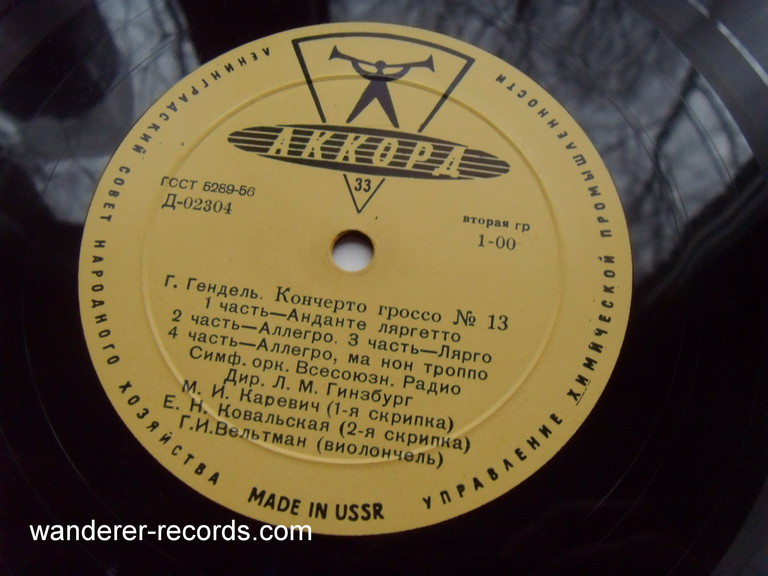 ЛЕНИНГРАДСКИЙ СОВЕТ НАРОДНОГО ХОЗЯЙСТВА
УПРАВЛЕНИЕ ХИМИЧЕСКОЙ ПРОМЫШЛЕННОСТИ
АККОРД
33
ГОСТ 5289-56
Д-02304
вторая гр
1-00
Г. Гендель. Кончерто гроссо № 13
1 часть—Анданте ляргетто
2 часть—Аллегро. 3 часть—Лярго
4 часть—Аллегро, ма нон троппо
Симф. орк. Всесоюзн. Радио
Дир. Л. М. Гинзбург
М. И. Каревич (1-я скрипка)
Е. Н. Ковальская (2-я скрипка)
Г.И.Вельтман (виолончель)
MADE IN USSR
wanderer-records.com